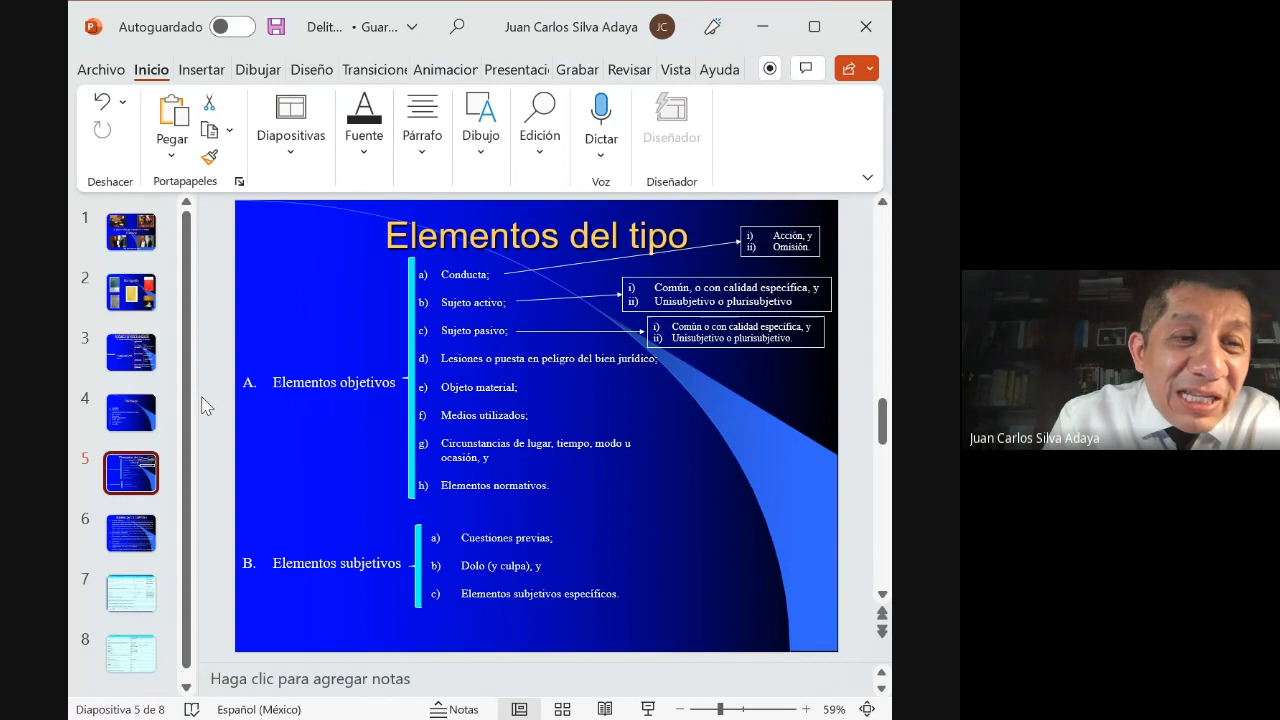 Autoguardado
Delit... • Guar...
Juan Carlos Silva Adaya
JC
Archivo Inicio Insertar Dibujar Diseño Transicione Animacion Presentaci Grabar Revisar Vista Ayuda
Pegar
Diapositivas
Fuente
Párrafo
Dibujo
Edición
Dictar
Diseñador
Deshacer
Portapapeles
Voz
Diseñador
1
2
3
4
5
6
7
8
Elementos del tipo
i) Acción, y
ii) Omisión.
a) Conducta;
i) Común, o con calidad específica, y
ii) Unisubjetivo o plurisubjetivo
b) Sujeto activo;
i) Común o con calidad específica, y
ii) Unisubjetivo o plurisubjetivo.
c) Sujeto pasivo;
d) Lesiones o puesta en peligro del bien jurídico;
A. Elementos objetivos
e) Objeto material;
f) Medios utilizados;
g) Circunstancias de lugar, tiempo, modo u
ocasión, y
h) Elementos normativos.
B. Elementos subjetivos
a) Cuestiones previas;
b) Dolo (y culpa), y
c) Elementos subjetivos específicos.
Juan Carlos Silva Adaya
Haga clic para agregar notas
Diapositiva 5 de 8
Español (México)
Notas
59%